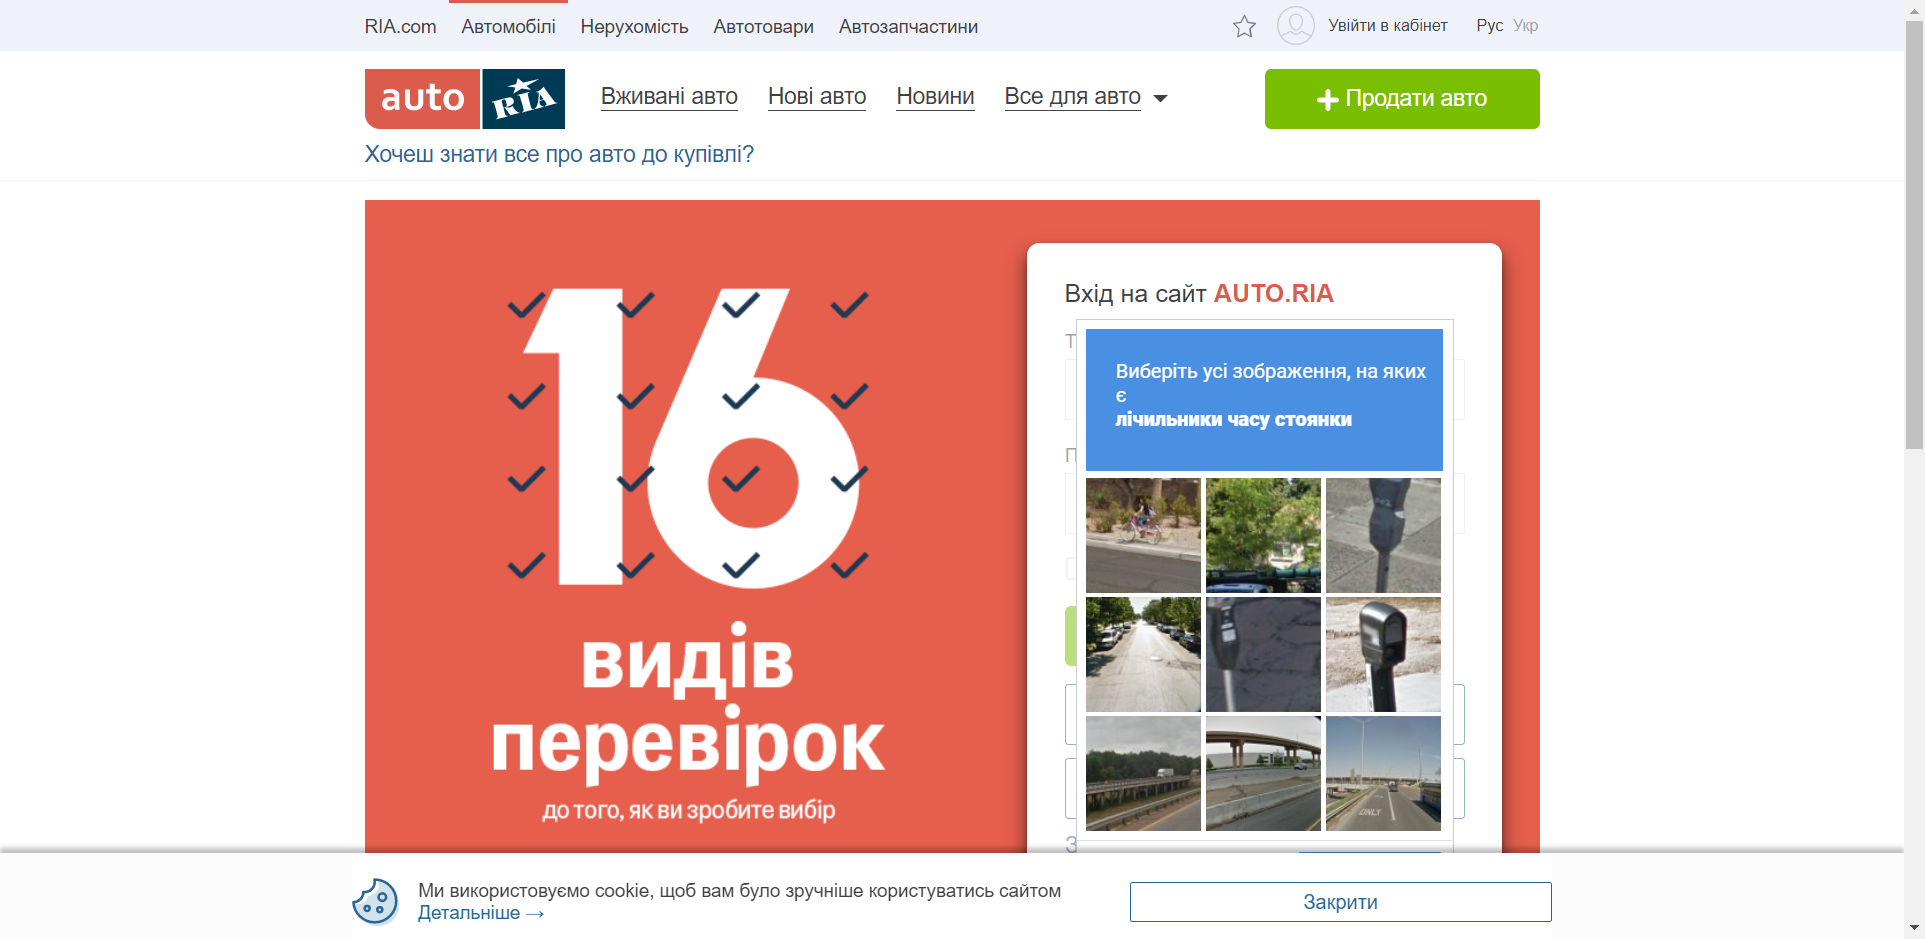 RIA.com Автомобілі Нерухомість Автотовари Автозапчастини Увійти в кабінет Рус Укр
auto RIA Вживані авто Нові авто Новини Все для авто + Продати авто
Хочеш знати все про авто до купівлі?
16
видів
перевірок
до того, як ви зробите вибір
Вхід на сайт AUTO.RIA
Виберіть усі зображення, на яких
є
лічильники часу стоянки
ONLY
Ми використовуємо cookie, щоб вам було зручніше користуватись сайтом
Детальніше →
Закрити